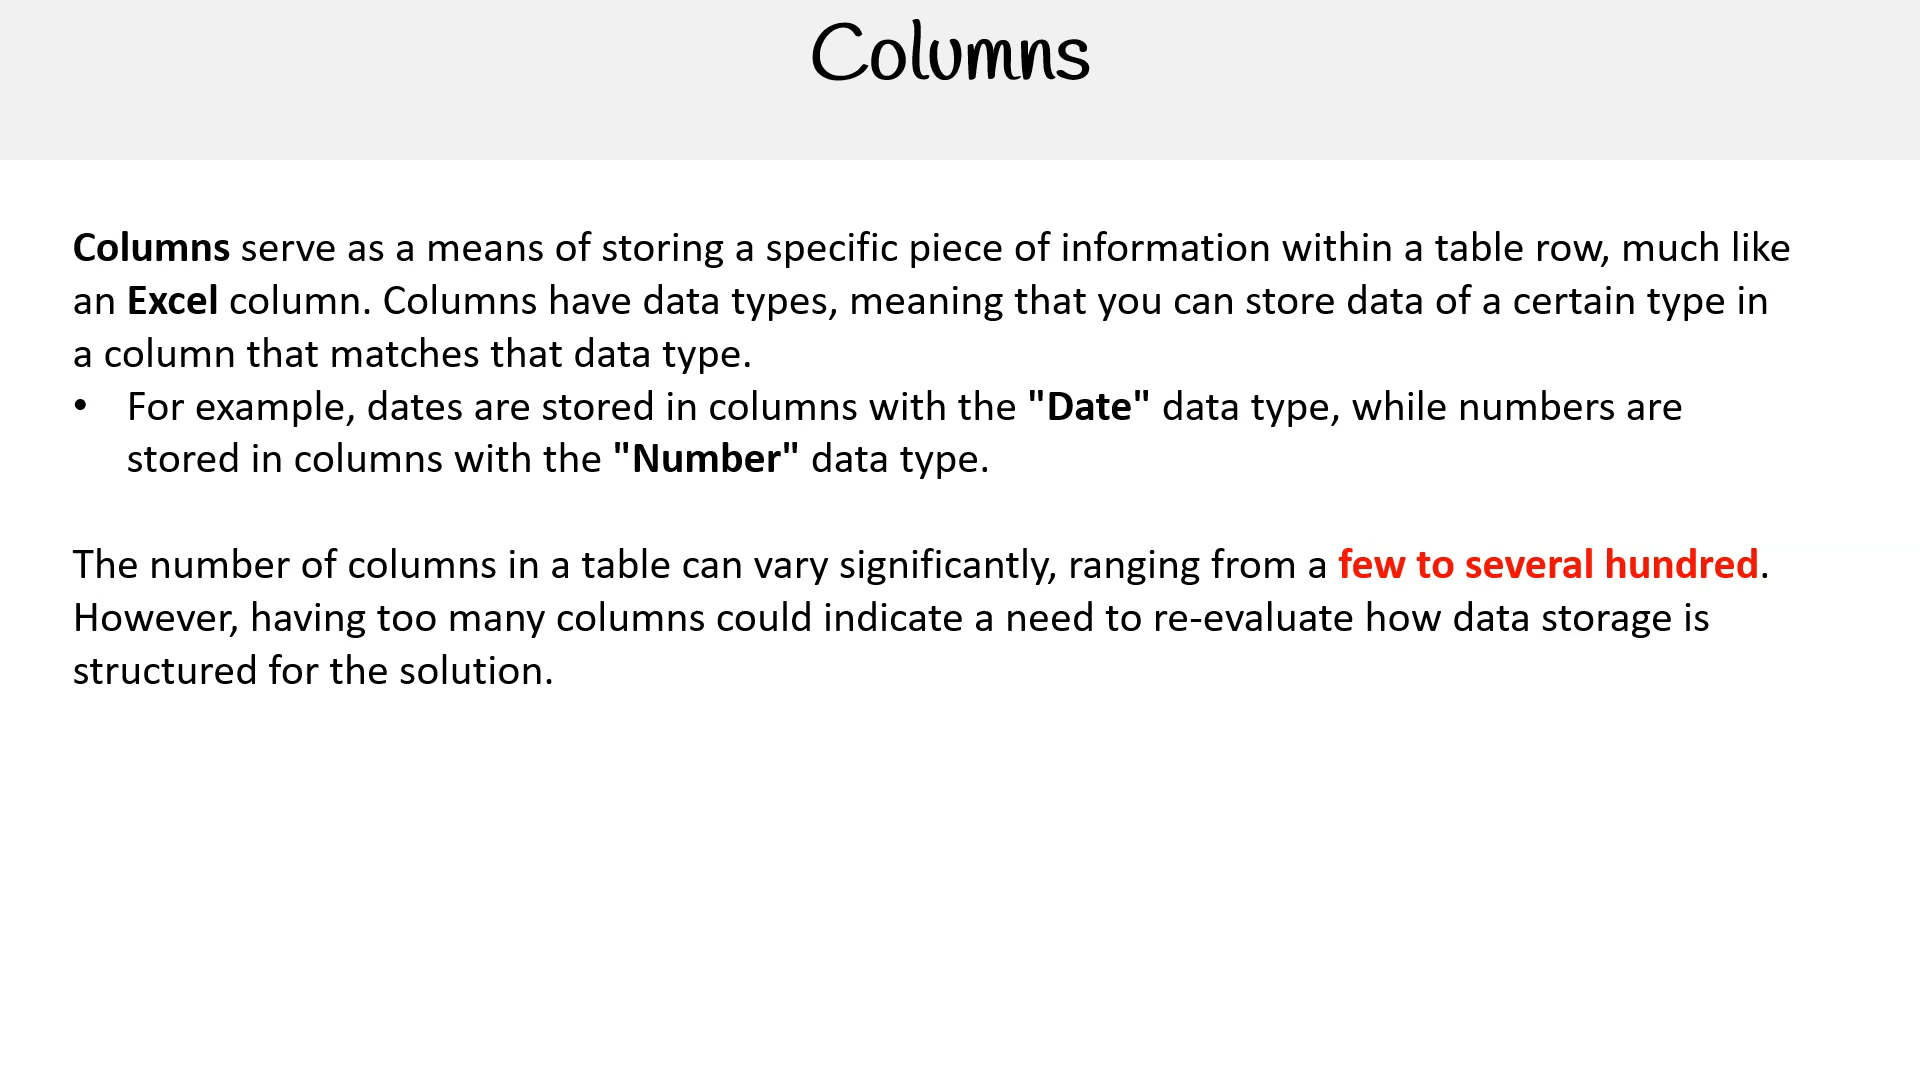 Columns
Columns serve as a means of storing a specific piece of information within a table row, much like
an Excel column. Columns have data types, meaning that you can store data of a certain type in
a column that matches that data type.
• For example, dates are stored in columns with the "Date" data type, while numbers are
stored in columns with the "Number" data type.
The number of columns in a table can vary significantly, ranging from a few to several hundred.
However, having too many columns could indicate a need to re-evaluate how data storage is
structured for the solution.